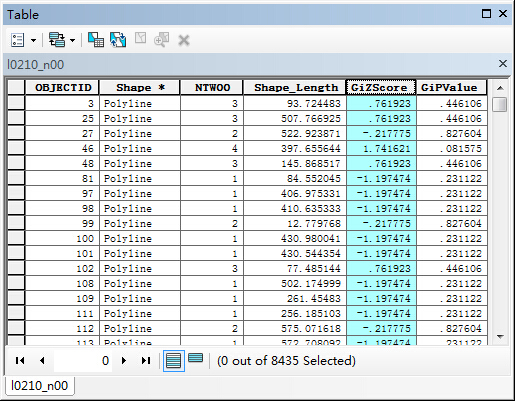 Table
l0210_n00
OBJECTID Shape * NTWOO Shape_Length GiZScore GiPValue
3 Polyline 3 93.724483 .761923 .446106
25 Polyline 3 507.766925 .761923 .446106
27 Polyline 2 522.923871 -.217775 .827604
46 Polyline 4 397.655644 1.741621 .081575
48 Polyline 3 145.868517 .761923 .446106
81 Polyline 1 84.552045 -1.197474 .231122
97 Polyline 1 406.975331 -1.197474 .231122
98 Polyline 1 410.635333 -1.197474 .231122
99 Polyline 2 12.779768 -.217775 .827604
100 Polyline 1 430.980041 -1.197474 .231122
101 Polyline 1 430.544354 -1.197474 .231122
102 Polyline 3 77.485144 .761923 .446106
108 Polyline 1 502.174999 -1.197474 .231122
109 Polyline 1 261.45483 -1.197474 .231122
111 Polyline 1 256.185103 -1.197474 .231122
112 Polyline 2 575.071618 -.217775 .827604
113 Polyline 1 572.708092 -1.197474 .231122
0 (0 out of 8435 Selected)
l0210_n00